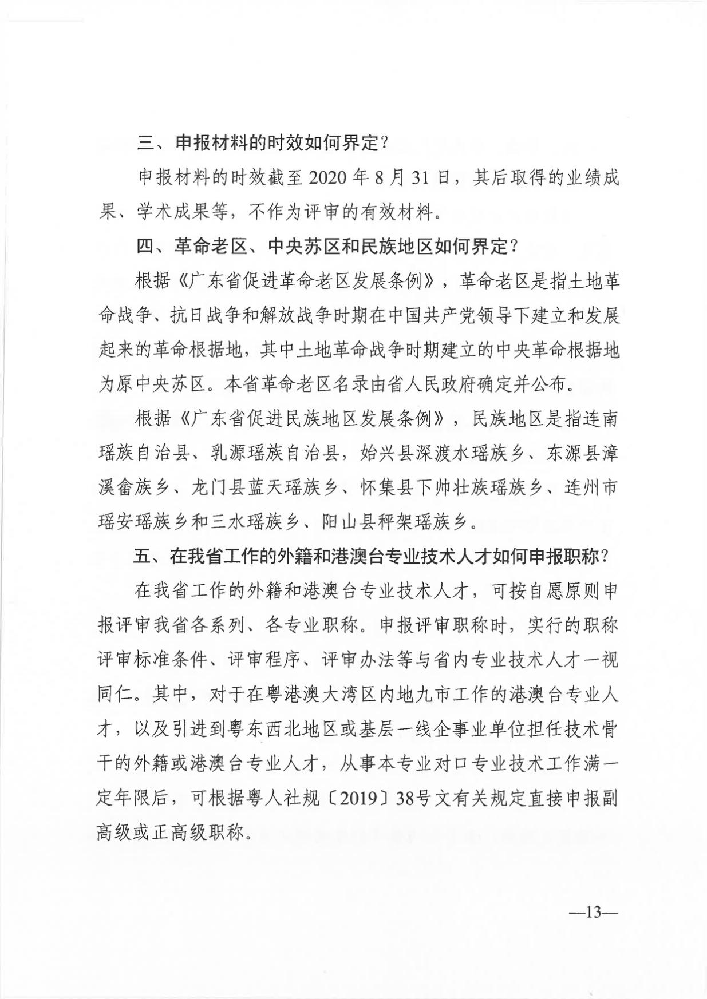 三、申报材料的时效如何界定？
申报材料的时效截至 2020 年 8 月 31 日，其后取得的业绩成
果、学术成果等，不作为评审的有效材料。
四、革命老区、中央苏区和民族地区如何界定？
根据《广东省促进革命老区发展条例》，革命老区是指土地革
命战争、抗日战争和解放战争时期在中国共产党领导下建立和发展
起来的革命根据地，其中土地革命战争时期建立的中央革命根据地
为原中央苏区。本省革命老区名录由省人民政府确定并公布。
根据《广东省促进民族地区发展条例》，民族地区是指连南
瑶族自治县、乳源瑶族自治县，始兴县深渡水瑶族乡、东源县漳
溪畲族乡、龙门县蓝天瑶族乡、怀集县下帅壮族瑶族乡、连州市
瑶安瑶族乡和三水瑶族乡、阳山县秤架瑶族乡。
五、在我省工作的外籍和港澳台专业技术人才如何申报职称？
在我省工作的外籍和港澳台专业技术人才，可按自愿原则申
报评审我省各系列、各专业职称。申报评审职称时，实行的职称
评审标准条件、评审程序、评审办法等与省内专业技术人才一视
同仁。其中，对于在粤港澳大湾区内地九市工作的港澳台专业人
才，以及引进到粤东西北地区或基层一线企事业单位担任技术骨
干的外籍或港澳台专业人才，从事本专业对口专业技术工作满一
定年限后，可根据粤人社规〔2019〕38号文有关规定直接申报副
高级或正高级职称。
—13—